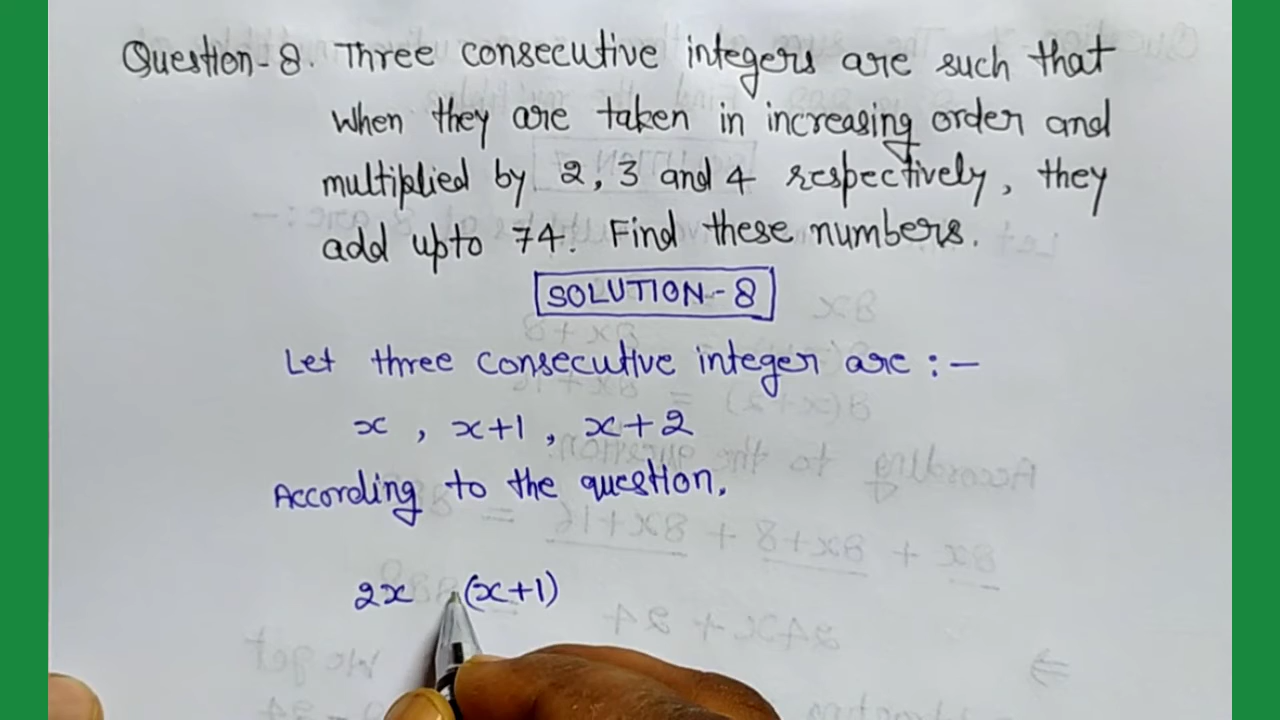 Question-8. Three consecutive integers are such that
when they are taken in increasing order and
multiplied by 2, 3 and 4 respectively, they
add upto 74. Find these numbers.
SOLUTION-8
Let three consecutive integer are :-
x , x+1 , x+2
According to the question,
2x (x+1)